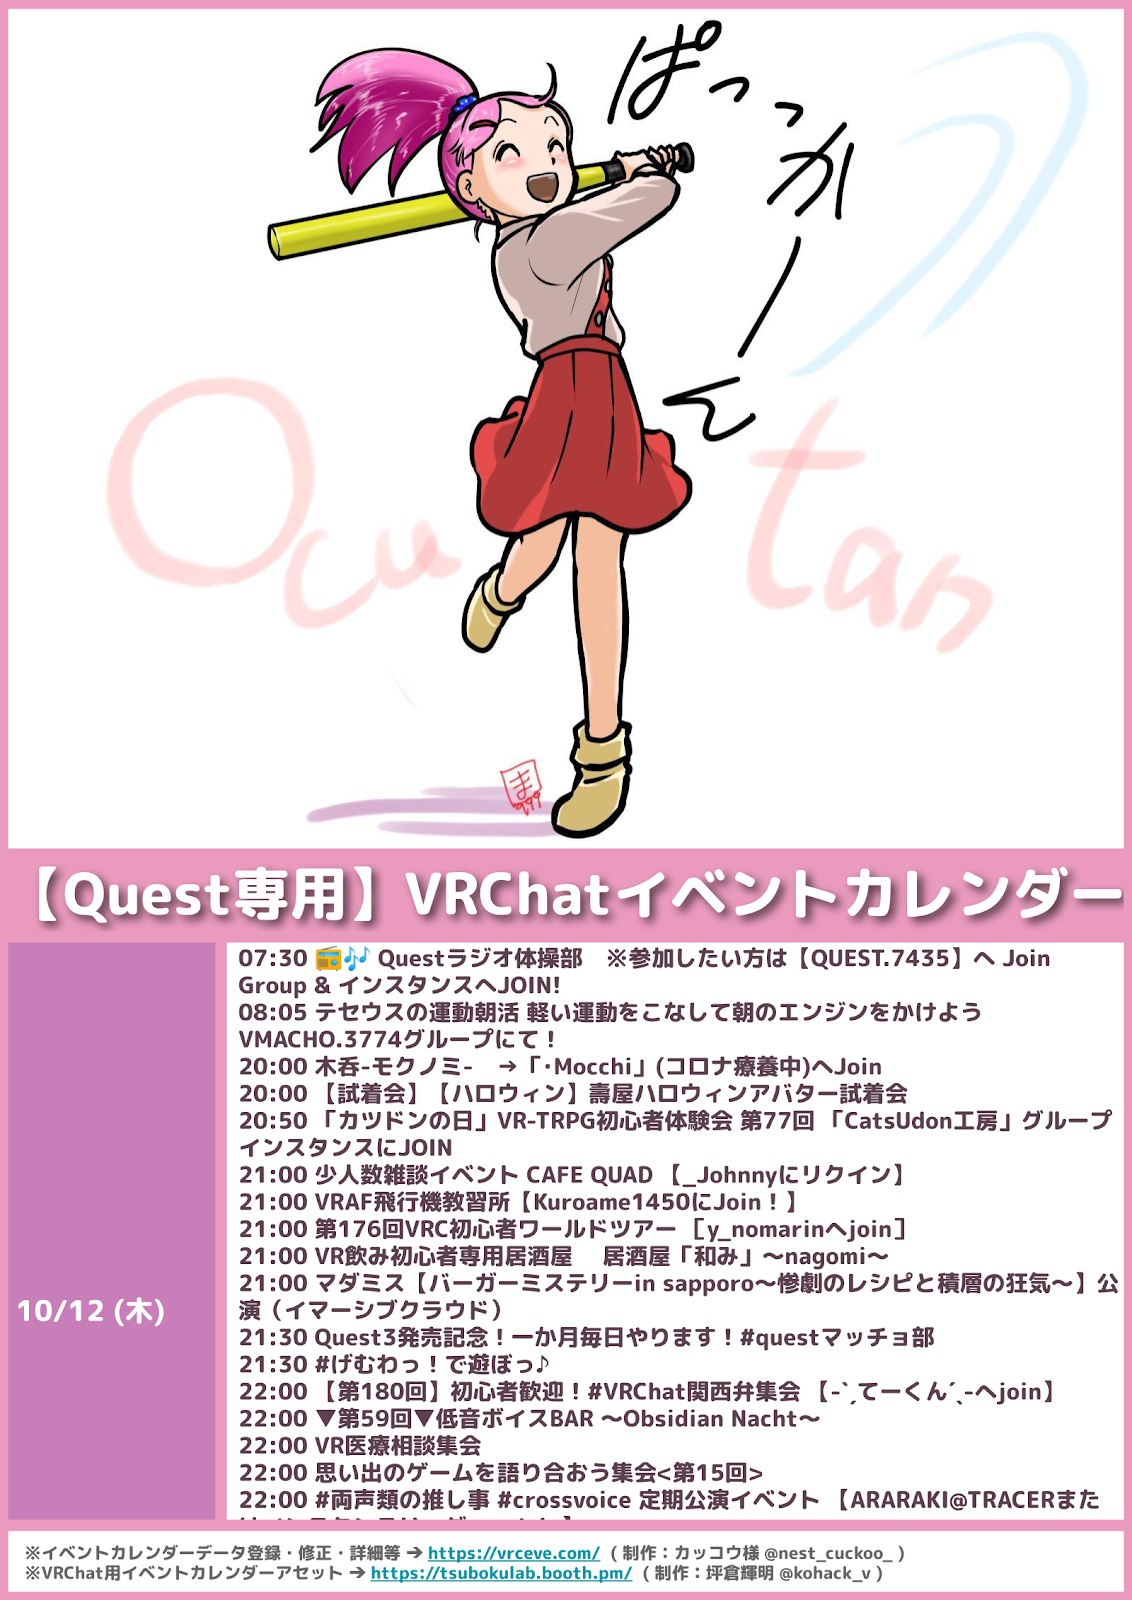 ぱっっかーーん
Ocu tan
ま
999
【Quest専用】VRChatイベントカレンダー
10/12 (木)
07:30 📻🎶 Questラジオ体操部　※参加したい方は【QUEST.7435】へ Join
Group & インスタンスへJOIN!
08:05 テセウスの運動朝活 軽い運動をこなして朝のエンジンをかけよう
VMACHO.3774グループにて！
20:00 木呑-モクノミ-　→「･Mocchi」(コロナ療養中)へJoin
20:00 【試着会】【ハロウィン】壽屋ハロウィンアバター試着会
20:50 「カツドンの日」VR-TRPG初心者体験会 第77回 「CatsUdon工房」グループ
インスタンスにJOIN
21:00 少人数雑談イベント CAFE QUAD 【_Johnnyにリクイン】
21:00 VRAF飛行機教習所【Kuroame1450にJoin！】
21:00 第176回VRC初心者ワールドツアー ［y_nomarinへjoin］
21:00 VR飲み初心者専用居酒屋　居酒屋「和み」～nagomi～
21:00 マダミス【バーガーミステリーin sapporo～惨劇のレシピと積層の狂気～】公
演（イマーシブクラウド）
21:30 Quest3発売記念！一か月毎日やります！#questマッチョ部
21:30 #げむわっ！で遊ぼっ♪
22:00 【第180回】初心者歓迎！#VRChat関西弁集会 【-ˋˏてーくんˊˎ-へjoin】
22:00 ▼第59回▼低音ボイスBAR ～Obsidian Nacht～
22:00 VR医療相談集会
22:00 思い出のゲームを語り合おう集会<第15回>
22:00 #両声類の推し事 #crossvoice 定期公演イベント 【ARARAKI@TRACERまた
※イベントカレンダーデータ登録・修正・詳細等 ➔ https://vrceve.com/ ( 制作：カッコウ様 @nest_cuckoo_ )
※VRChat用イベントカレンダーアセット ➔ https://tsubokulab.booth.pm/ ( 制作：坪倉輝明 @kohack_v )